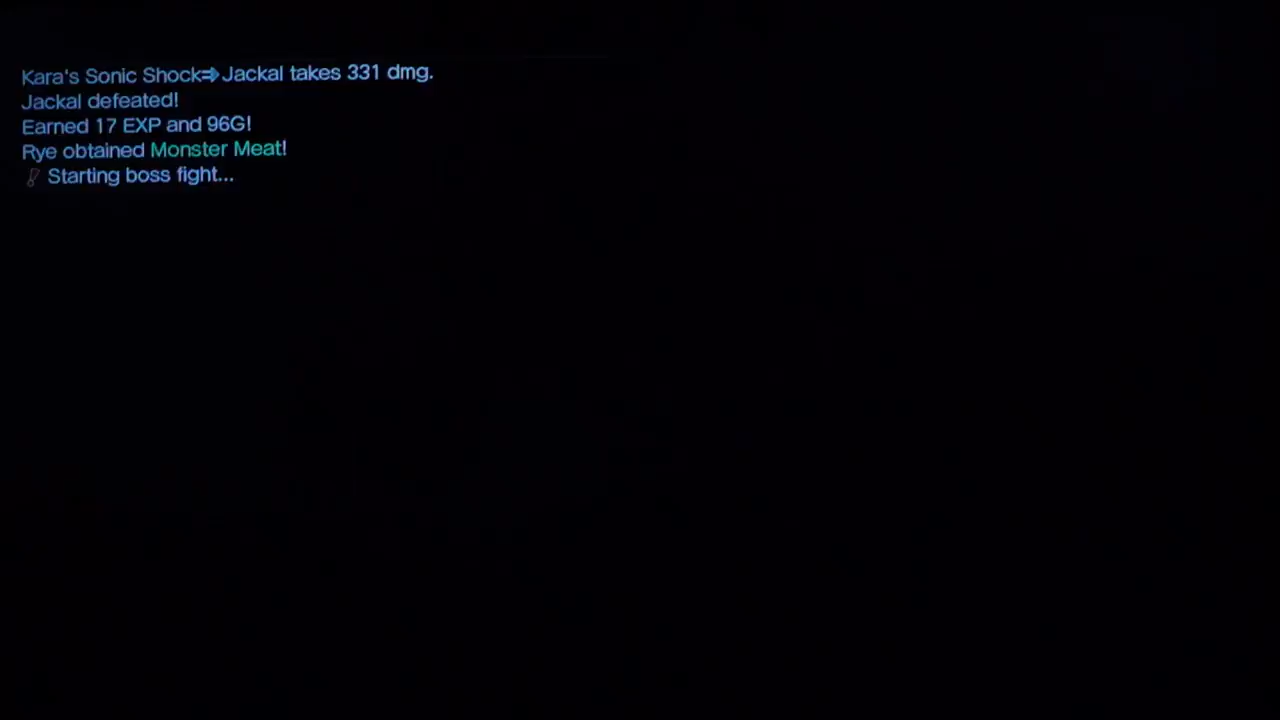 Kara's Sonic Shock⇒Jackal takes 331 dmg.
Jackal defeated!
Earned 17 EXP and 96G!
Rye obtained Monster Meat!
Starting boss fight...